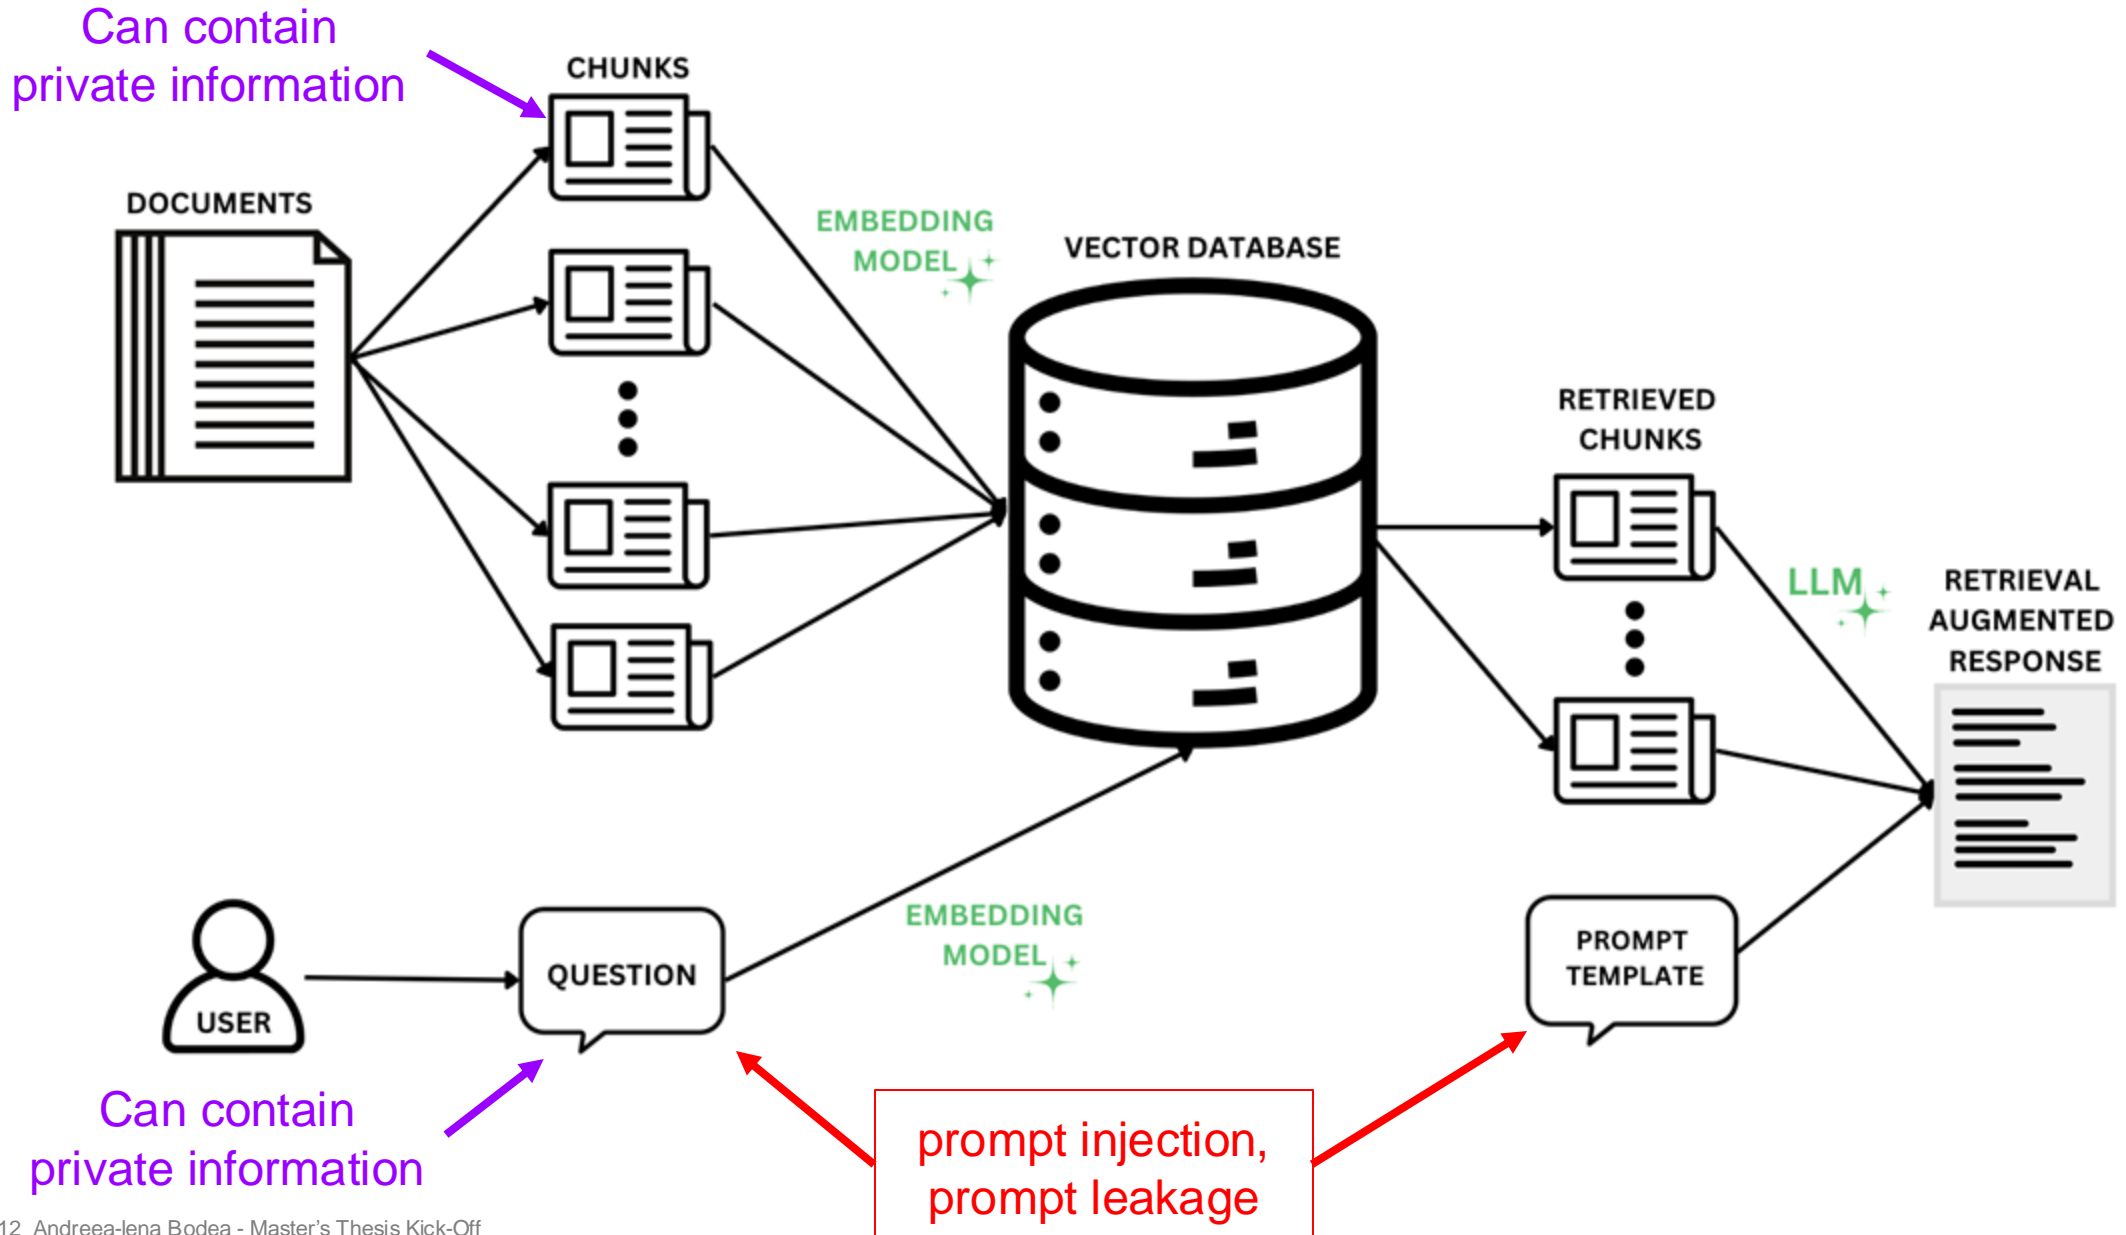 Can contain
private information
CHUNKS
DOCUMENTS
EMBEDDING
MODEL
VECTOR DATABASE
RETRIEVED
CHUNKS
LLM
RETRIEVAL
AUGMENTED
RESPONSE
USER
QUESTION
EMBEDDING
MODEL
PROMPT
TEMPLATE
Can contain
private information
prompt injection,
prompt leakage
12 Andreea-Iena Bodea - Master's Thesis Kick-Off